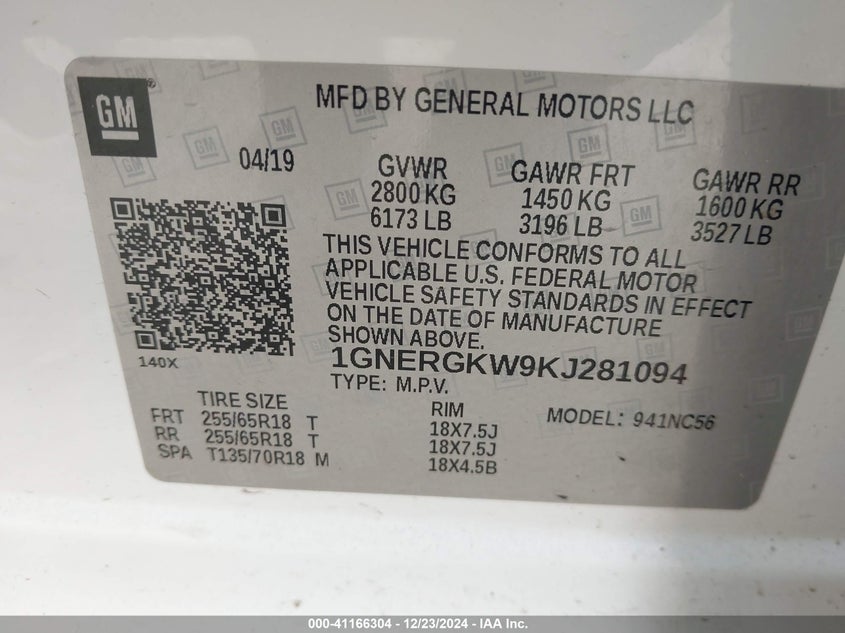 GM
MFD BY GENERAL MOTORS LLC
04/19
GVWR GAWR FRT GAWR RR
2800 KG 1450 KG 1600 KG
6173 LB 3196 LB 3527 LB
THIS VEHICLE CONFORMS TO ALL
APPLICABLE U.S. FEDERAL MOTOR
VEHICLE SAFETY STANDARDS IN EFFECT
ON THE DATE OF MANUFACTURE
SHOWN ABOVE.
140X
1GNERGKW9KJ281094
TYPE: M.P.V.
TIRE SIZE RIM MODEL: 941NC56
FRT 255/65R18 T 18X7.5J
RR 255/65R18 T 18X7.5J
SPA T135/70R18 M 18X4.5B
000-41166304 - 12/23/2024 - IAA Inc.